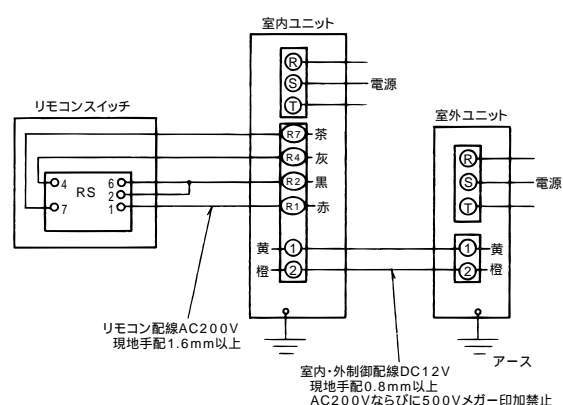 室内ユニット
R
S
電源
T
リモコンスイッチ
R7 茶
R4 灰
R2 黒
R1 赤
4
6
RS
2
7
1
黄 1
橙 2
室外ユニット
R
S
電源
T
1 黄
2 橙
リモコン配線AC200V
現地手配1.6mm以上
アース
室内・外制御配線DC12V
現地手配0.8mm以上
AC200Vならびに500Vメガー印加禁止